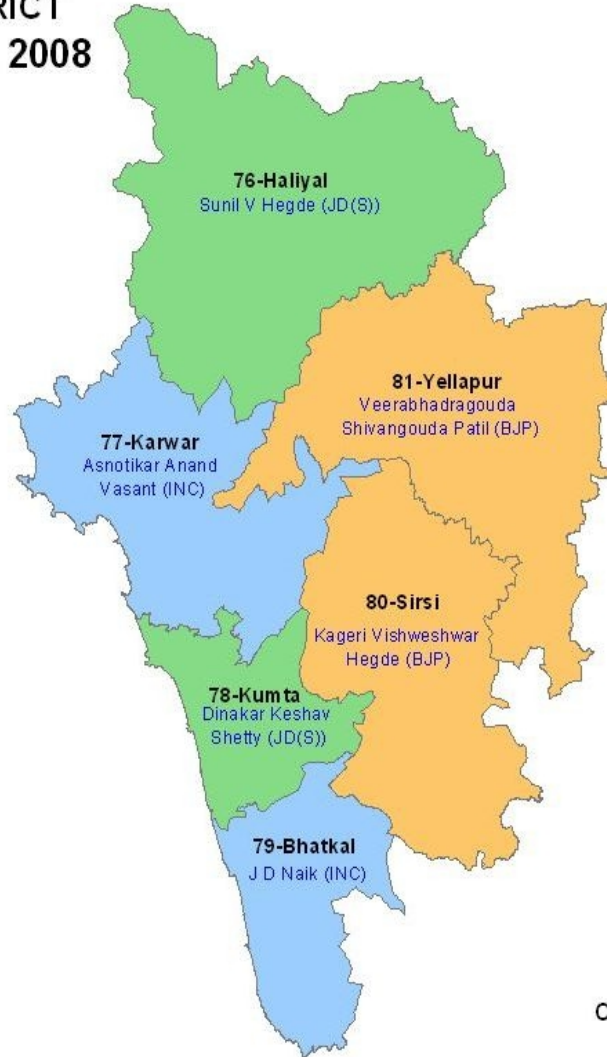 2008
76-Haliyal
Sunil V Hegde (JD(S))
81-Yellapur
Veerabhadragouda
Shivangouda Patil (BJP)
77-Karwar
Asnotikar Anand
Vasant (INC)
80-Sirsi
Kageri Vishweshwar
Hegde (BJP)
78-Kumta
Dinakar Keshav
Shetty (JD(S))
79-Bhatkal
J D Naik (INC)